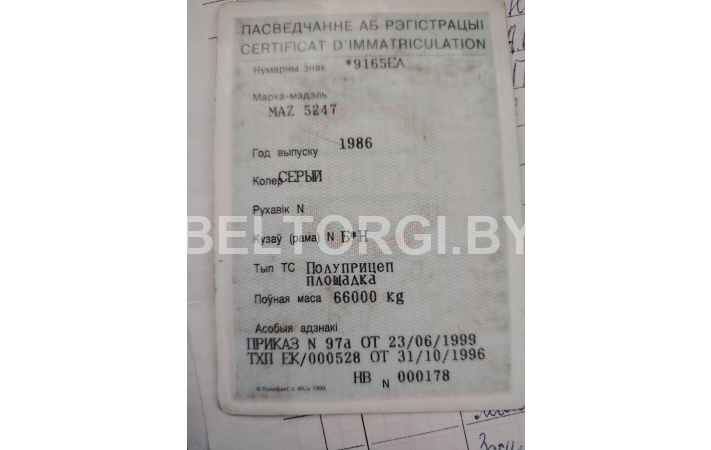 ПАСВЕДЧАННЕ АБ РЭГІСТРАЦЫІ
CERTIFICAT D'IMMATRICULATION
Нумарны знак *9165ЕА
Марка-мадэль
MAZ 5247
Год выпуску 1986
Колер СЕРЫЙ
Рухавік N
BELTORGI.BY
Кузаў (рама) N Б*Н
Тып ТС Полуприцеп
площадка
Поўная маса 66000 kg
Асобыя адзнакі
ПРИКАЗ N 97а ОТ 23/06/1999
ТХП ЕК/000528 ОТ 31/10/1996
НВ N 000178